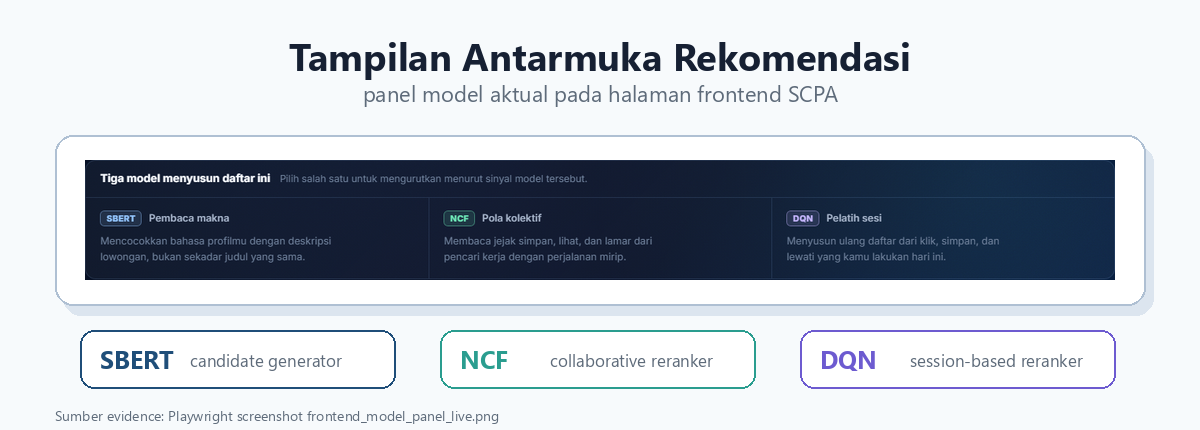 Tampilan Antarmuka Rekomendasi
panel model aktual pada halaman frontend SCPA
Tiga model menyusun daftar ini Pilih salah satu untuk mengurutkan menurut sinyal model tersebut.
SBERT Pembaca makna
Mencocokkan bahasa profilmu dengan deskripsi
lowongan, bukan sekadar judul yang sama.
NCF Pola kolektif
Membaca jejak simpan, lihat, dan lamar dari
pencari kerja dengan perjalanan mirip.
DQN Pelatih sesi
Menyusun ulang daftar dari klik, simpan, dan
lewati yang kamu lakukan hari ini.
SBERT candidate generator
NCF collaborative reranker
DQN session-based reranker
Sumber evidence: Playwright screenshot frontend_model_panel_live.png